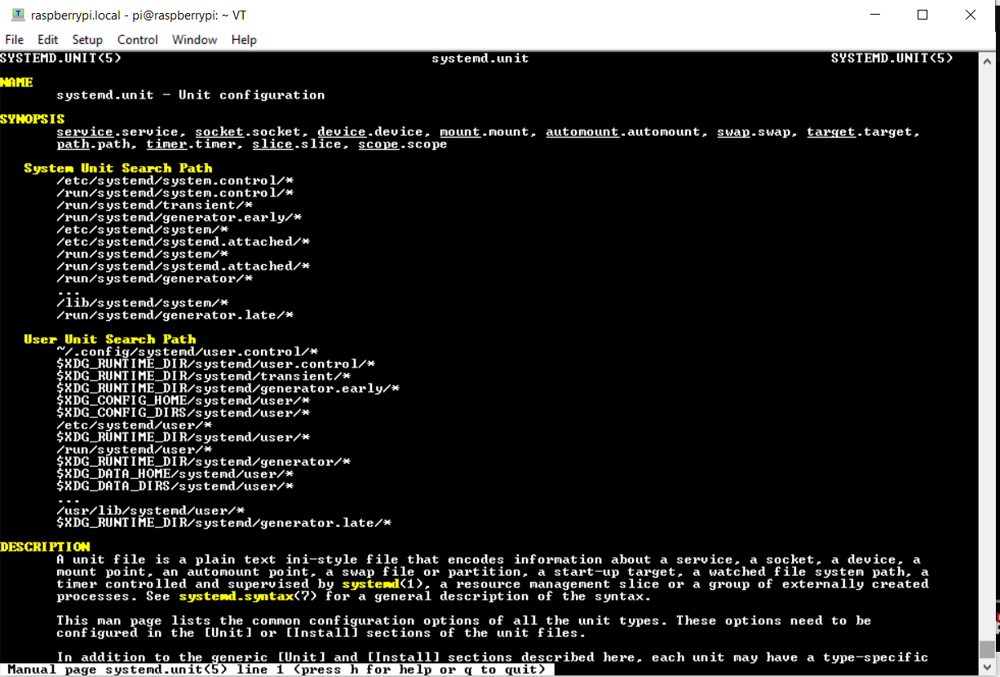 raspberrypi.local - pi@raspberrypi: ~ VT
File Edit Setup Control Window Help
SYSTEMD.UNIT(5) systemd.unit SYSTEMD.UNIT(5)
NAME
systemd.unit − Unit configuration
SYNOPSIS
service.service, socket.socket, device.device, mount.mount, automount.automount, swap.swap, target.target,
path.path, timer.timer, slice.slice, scope.scope
System Unit Search Path
/etc/systemd/system.control/*
/run/systemd/system.control/*
/run/systemd/transient/*
/run/systemd/generator.early/*
/etc/systemd/system/*
/etc/systemd/systemd.attached/*
/run/systemd/system/*
/run/systemd/systemd.attached/*
/run/systemd/generator/*
...
/lib/systemd/system/*
/run/systemd/generator.late/*
User Unit Search Path
~/.config/systemd/user.control/*
$XDG_RUNTIME_DIR/systemd/user.control/*
$XDG_RUNTIME_DIR/systemd/transient/*
$XDG_RUNTIME_DIR/systemd/generator.early/*
$XDG_CONFIG_HOME/systemd/user/*
$XDG_CONFIG_DIRS/systemd/user/*
/etc/systemd/user/*
$XDG_RUNTIME_DIR/systemd/user/*
/run/systemd/user/*
$XDG_RUNTIME_DIR/systemd/generator/*
$XDG_DATA_HOME/systemd/user/*
$XDG_DATA_DIRS/systemd/user/*
...
/usr/lib/systemd/user/*
$XDG_RUNTIME_DIR/systemd/generator.late/*
DESCRIPTION
A unit file is a plain text ini−style file that encodes information about a service, a socket, a device, a
mount point, an automount point, a swap file or partition, a start−up target, a watched file system path, a
timer controlled and supervised by systemd(1), a resource management slice or a group of externally created
processes. See systemd.syntax(7) for a general description of the syntax.
This man page lists the common configuration options of all the unit types. These options need to be
configured in the [Unit] or [Install] sections of the unit files.
In addition to the generic [Unit] and [Install] sections described here, each unit may have a type−specific
Manual page systemd.unit(5) line 1 (press h for help or q to quit)